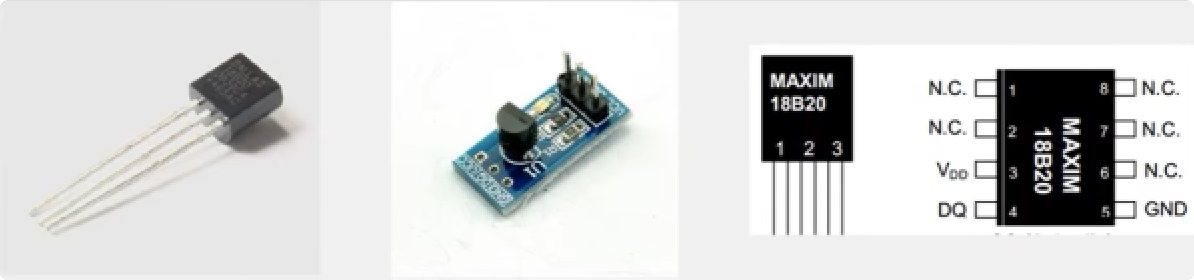 MAXIM
18B20
1 2 3
N.C. 1 8 N.C.
N.C. 2 7 N.C.
VDD 3 6 N.C.
DQ 4 5 GND
MAXIM
18B20